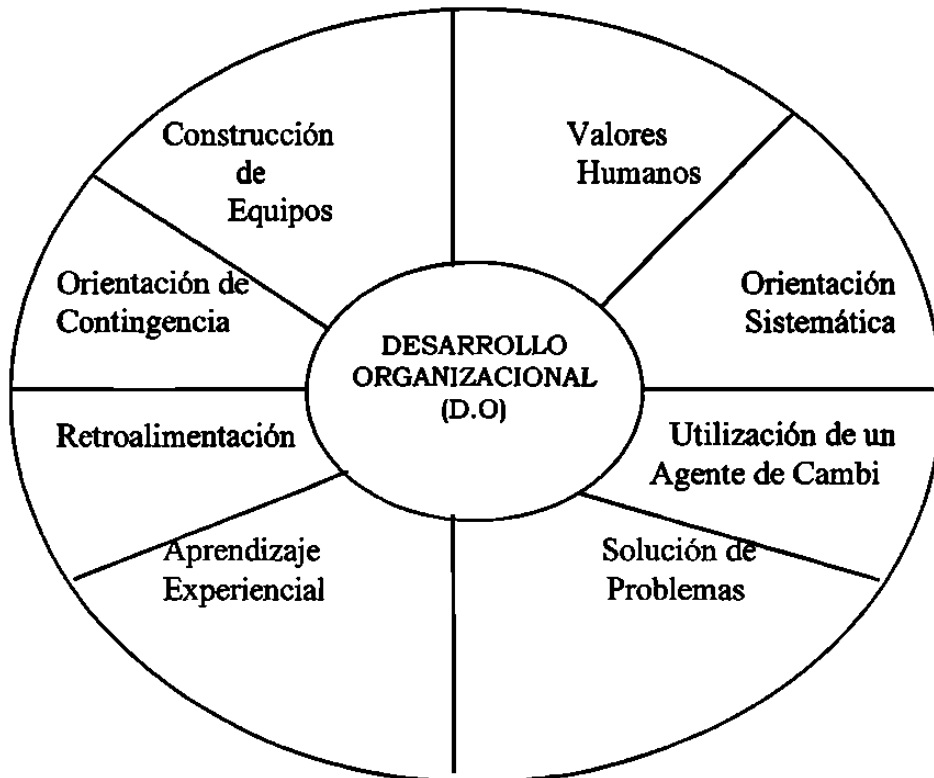 Construcción
de
Equipos
Valores
Humanos
Orientación de
Contingencia
Orientación
Sistemática
DESARROLLO
ORGANIZACIONAL
(D.O)
Retroalimentación
Utilización de un
Agente de Cambi
Aprendizaje
Experiencial
Solución de
Problemas